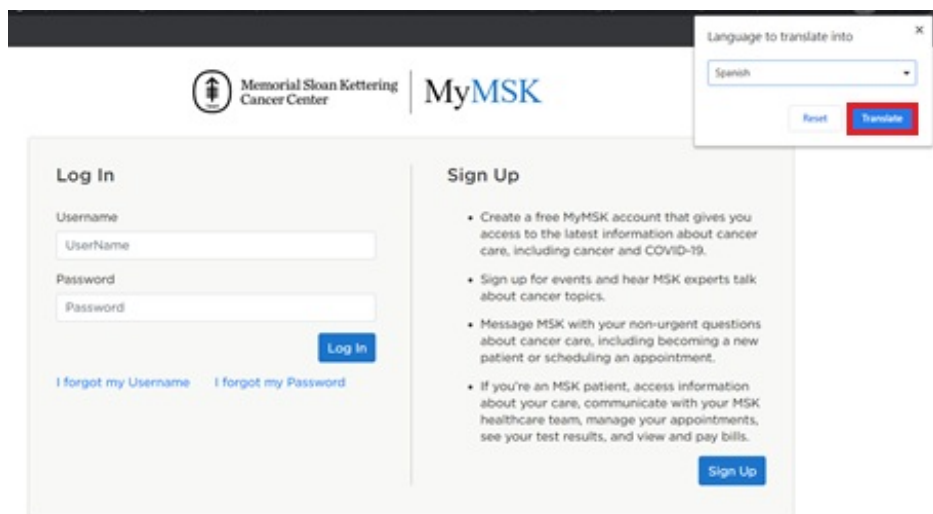 Language to translate into
Spanish
Reset
Translate
Memorial Sloan Kettering
Cancer Center
MyMSK
Log In
Username
UserName
Password
Password
Log In
I forgot my Username
I forgot my Password
Sign Up
• Create a free MyMSK account that gives you
access to the latest information about cancer
care, including cancer and COVID-19.
• Sign up for events and hear MSK experts talk
about cancer topics.
• Message MSK with your non-urgent questions
about cancer care, including becoming a new
patient or scheduling an appointment.
• If you're an MSK patient, access information
about your care, communicate with your MSK
healthcare team, manage your appointments,
see your test results, and view and pay bills.
Sign Up